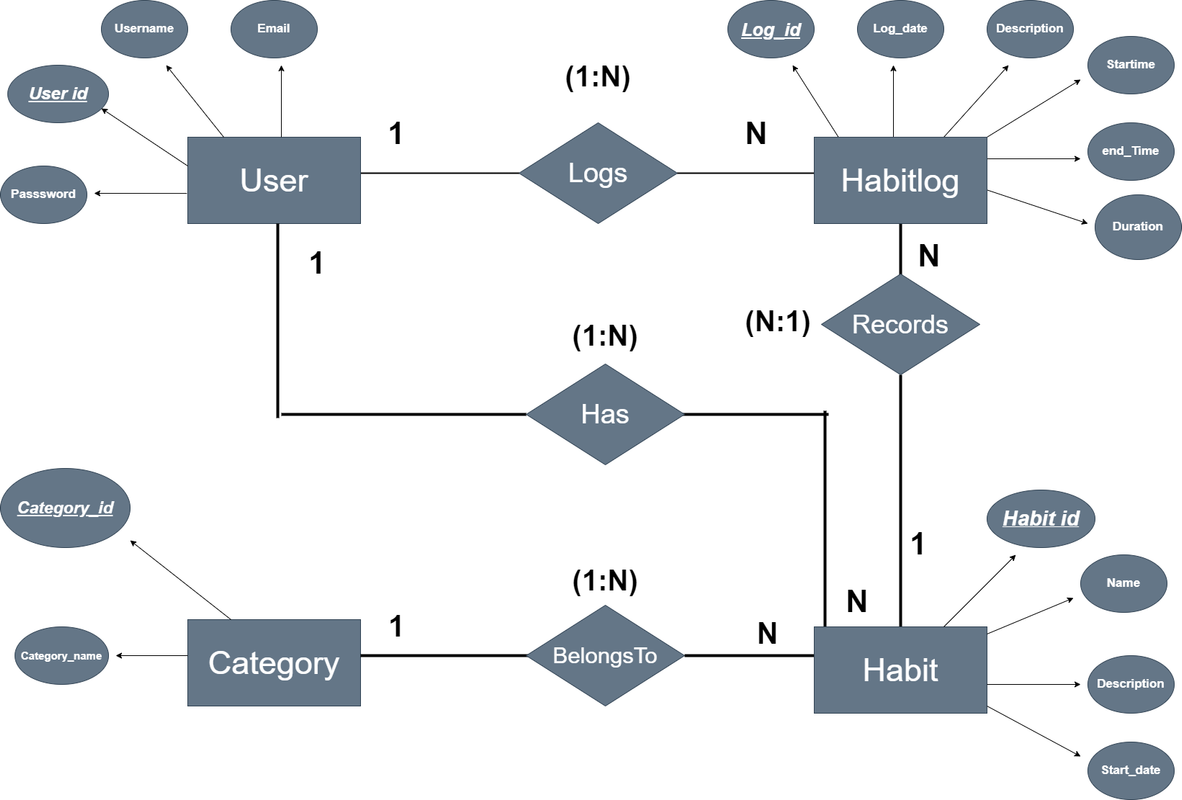 Username
Email
Log_id
Log_date
Description
Startime
User id
(1:N)
1
N
end_Time
User
Logs
Habitlog
Passsword
Duration
1
N
(N:1)
Records
(1:N)
Has
Category_id
Habit id
1
Name
(1:N)
N
1
N
Category_name
Category
BelongsTo
Habit
Description
Start_date